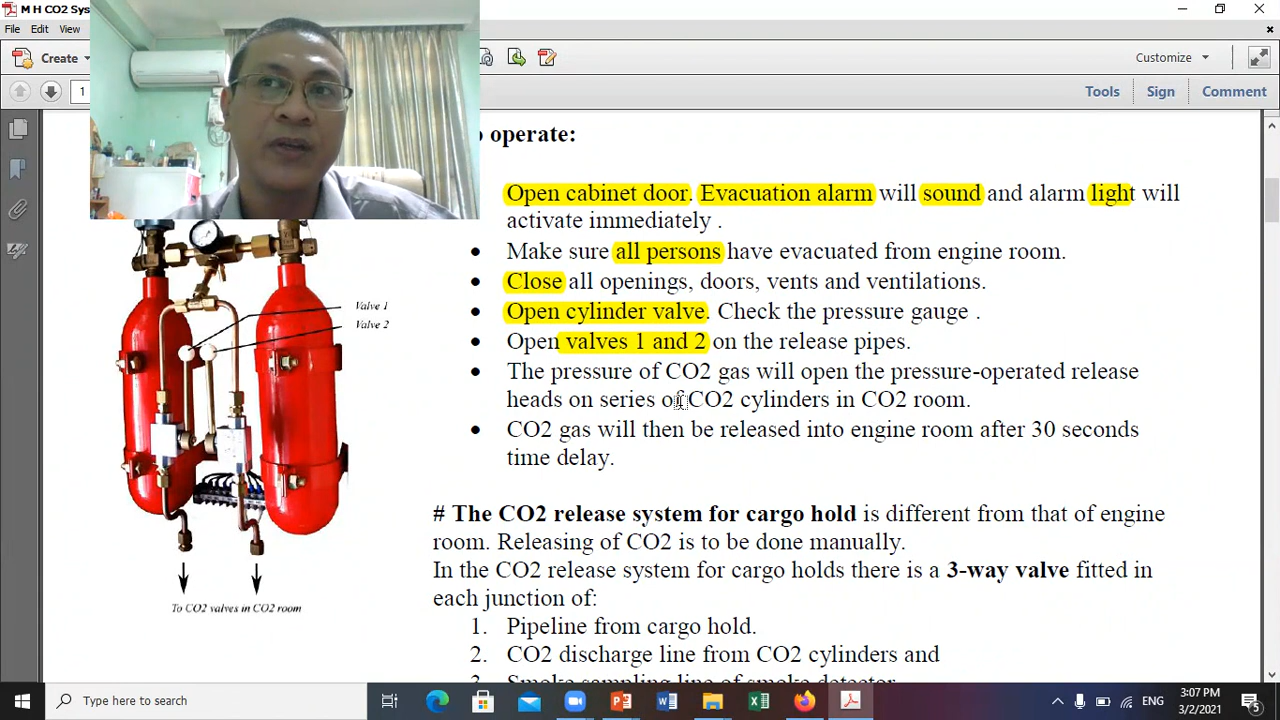 M H CO2 Sys
File Edit View
Create
Customize
1
Tools Sign Comment
operate:
Open cabinet door. Evacuation alarm will sound and alarm light will
activate immediately .
• Make sure all persons have evacuated from engine room.
• Close all openings, doors, vents and ventilations.
• Open cylinder valve. Check the pressure gauge .
• Open valves 1 and 2 on the release pipes.
• The pressure of CO2 gas will open the pressure-operated release
heads on series of CO2 cylinders in CO2 room.
• CO2 gas will then be released into engine room after 30 seconds
time delay.
Valve 1
Valve 2
To CO2 valves in CO2 room
# The CO2 release system for cargo hold is different from that of engine
room. Releasing of CO2 is to be done manually.
In the CO2 release system for cargo holds there is a 3-way valve fitted in
each junction of:
1. Pipeline from cargo hold.
2. CO2 discharge line from CO2 cylinders and
3. Smoke sampling line of smoke detector
Type here to search
ENG
3:07 PM
3/2/2021
5